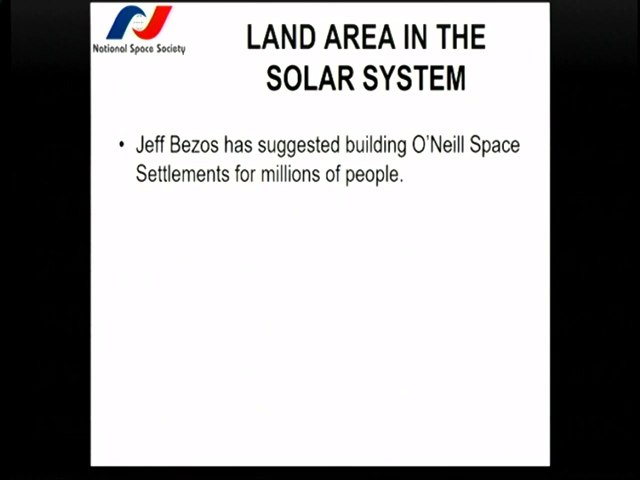 National Space Society
LAND AREA IN THE
SOLAR SYSTEM
• Jeff Bezos has suggested building O'Neill Space
Settlements for millions of people.